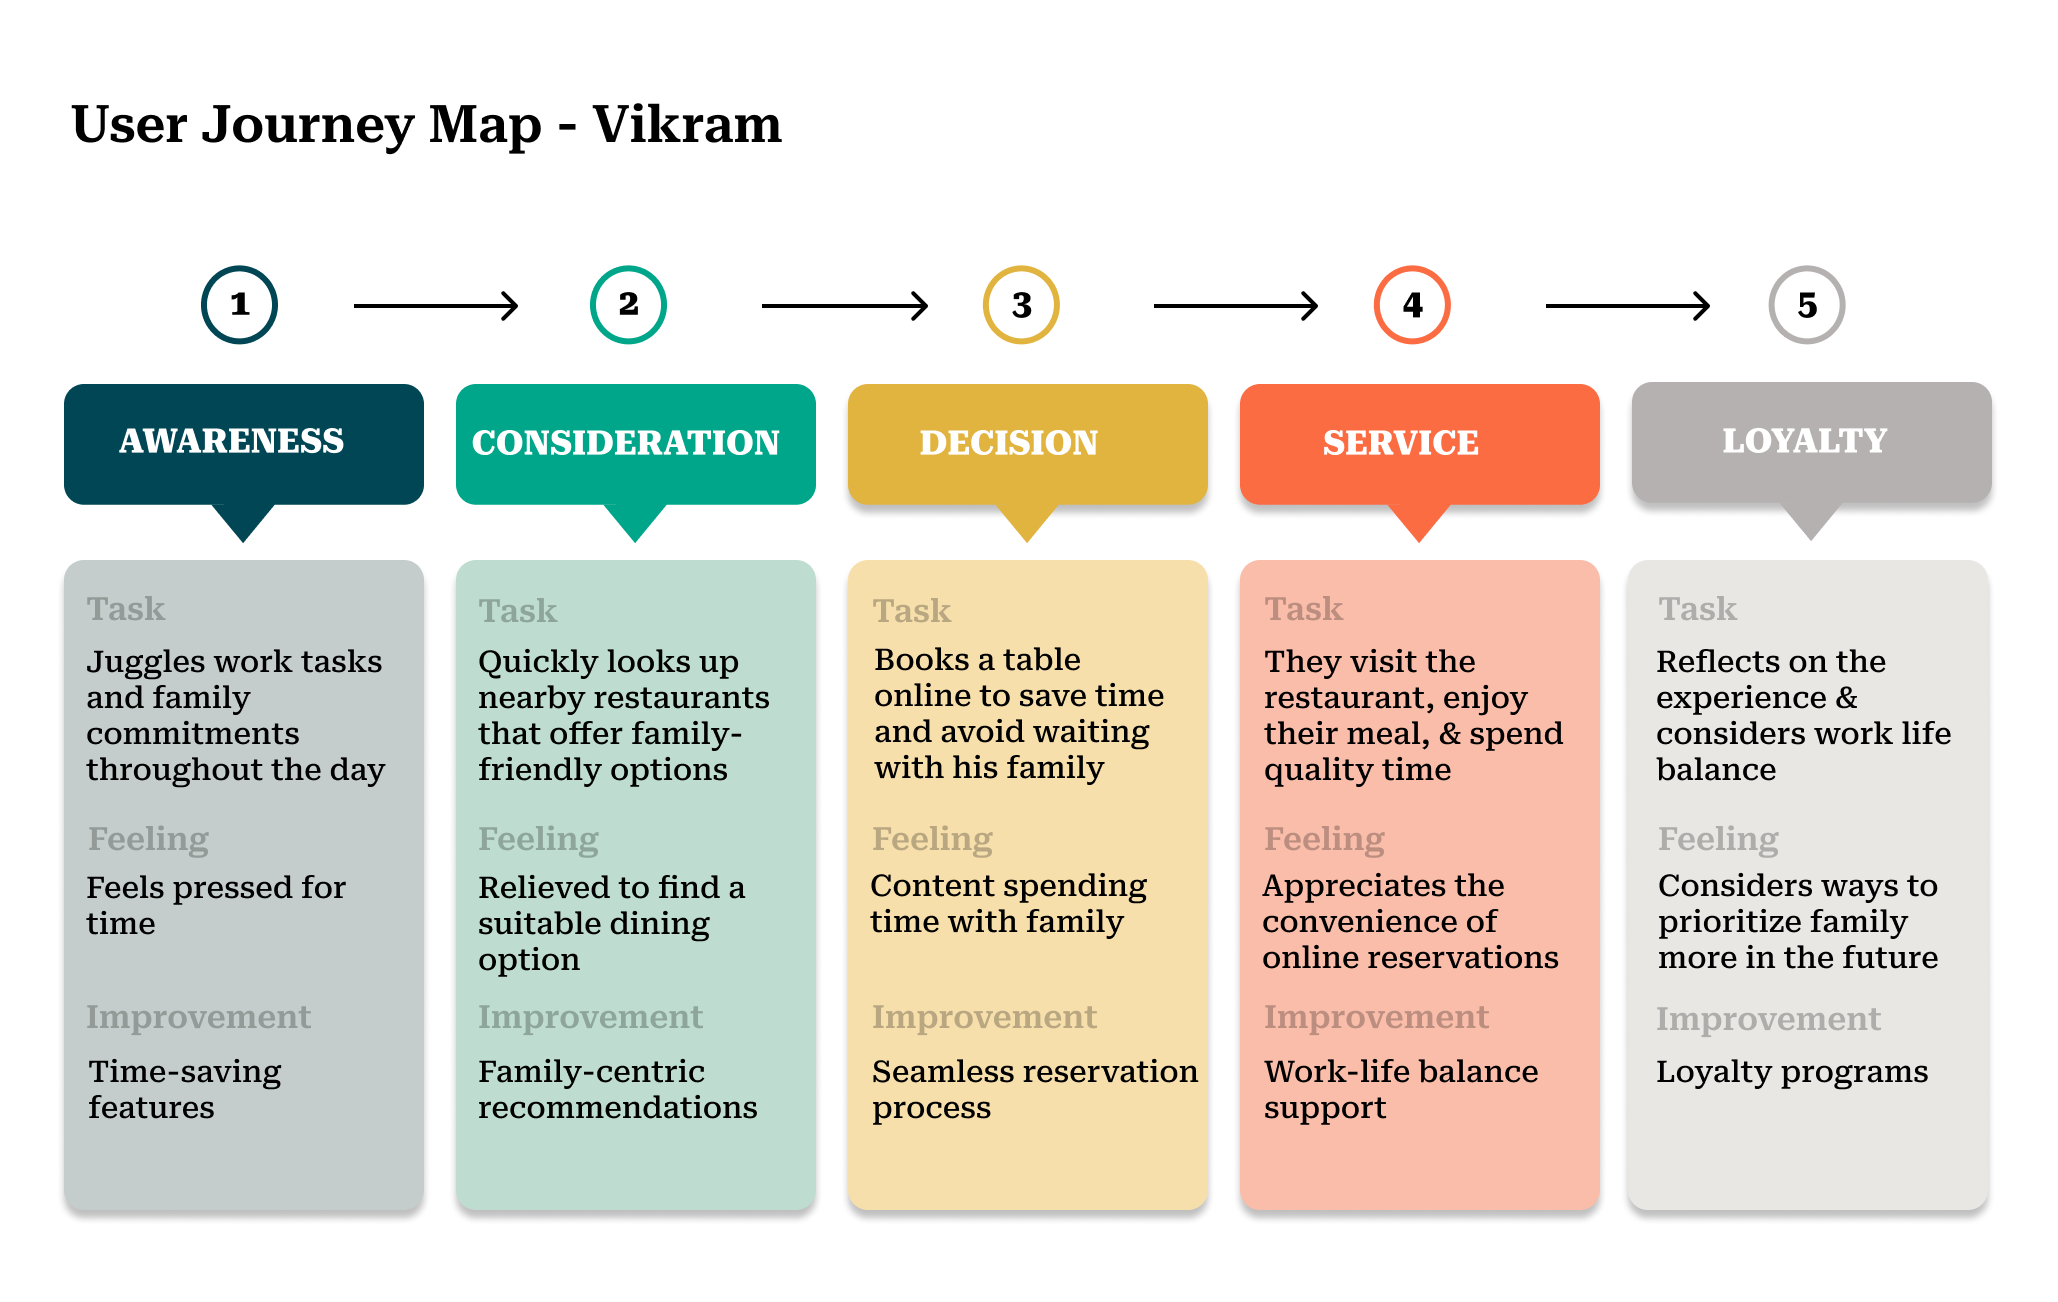 User Journey Map - Vikram
1
2
3
4
5
AWARENESS
CONSIDERATION
DECISION
SERVICE
LOYALTY
Task
Juggles work tasks
and family
commitments
throughout the day
Feeling
Feels pressed for
time
Improvement
Time-saving
features
Task
Quickly looks up
nearby restaurants
that offer family-
friendly options
Feeling
Relieved to find a
suitable dining
option
Improvement
Family-centric
recommendations
Task
Books a table
online to save time
and avoid waiting
with his family
Feeling
Content spending
time with family
Improvement
Seamless reservation
process
Task
They visit the
restaurant, enjoy
their meal, & spend
quality time
Feeling
Appreciates the
convenience of
online reservations
Improvement
Work-life balance
support
Task
Reflects on the
experience &
considers work life
balance
Feeling
Considers ways to
prioritize family
more in the future
Improvement
Loyalty programs